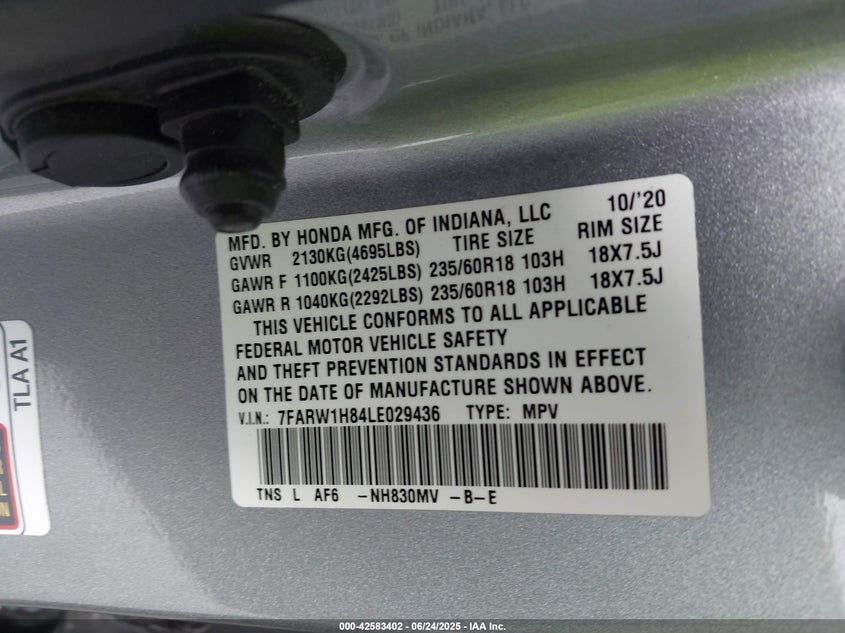 10/'20
MFD. BY HONDA MFG. OF INDIANA, LLC
GVWR 2130KG(4695LBS) TIRE SIZE RIM SIZE
GAWR F 1100KG(2425LBS) 235/60R18 103H 18X7.5J
GAWR R 1040KG(2292LBS) 235/60R18 103H 18X7.5J
THIS VEHICLE CONFORMS TO ALL APPLICABLE
FEDERAL MOTOR VEHICLE SAFETY
AND THEFT PREVENTION STANDARDS IN EFFECT
ON THE DATE OF MANUFACTURE SHOWN ABOVE.
V.I.N.: 7FARW1H84LE029436 TYPE: MPV
TNS L AF6 -NH830MV -B-E
TLA A1
000-42583402 - 06/24/2025 - IAA Inc.